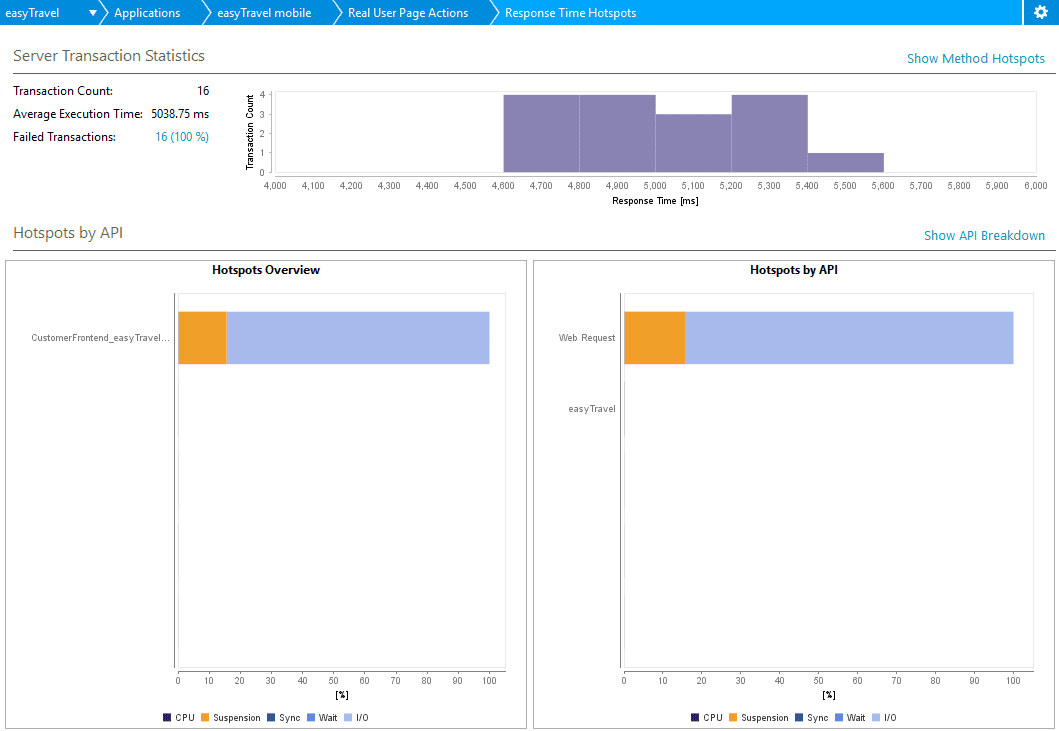 easyTravel Applications easyTravel mobile Real User Page Actions Response Time Hotspots
Server Transaction Statistics
Show Method Hotspots
Transaction Count: 16
Average Execution Time: 5038.75 ms
Failed Transactions: 16 (100 %)
Transaction Count
4
3
2
1
0
4,000 4,100 4,200 4,300 4,400 4,500 4,600 4,700 4,800 4,900 5,000 5,100 5,200 5,300 5,400 5,500 5,600 5,700 5,800 5,900 6,000
Response Time [ms]
Hotspots by API
Show API Breakdown
Hotspots Overview
CustomerFrontend_easyTravel...
0 10 20 30 40 50 60 70 80 90 100
[%]
CPU Suspension Sync Wait I/O
Hotspots by API
Web Request
easyTravel
0 10 20 30 40 50 60 70 80 90 100
[%]
CPU Suspension Sync Wait I/O